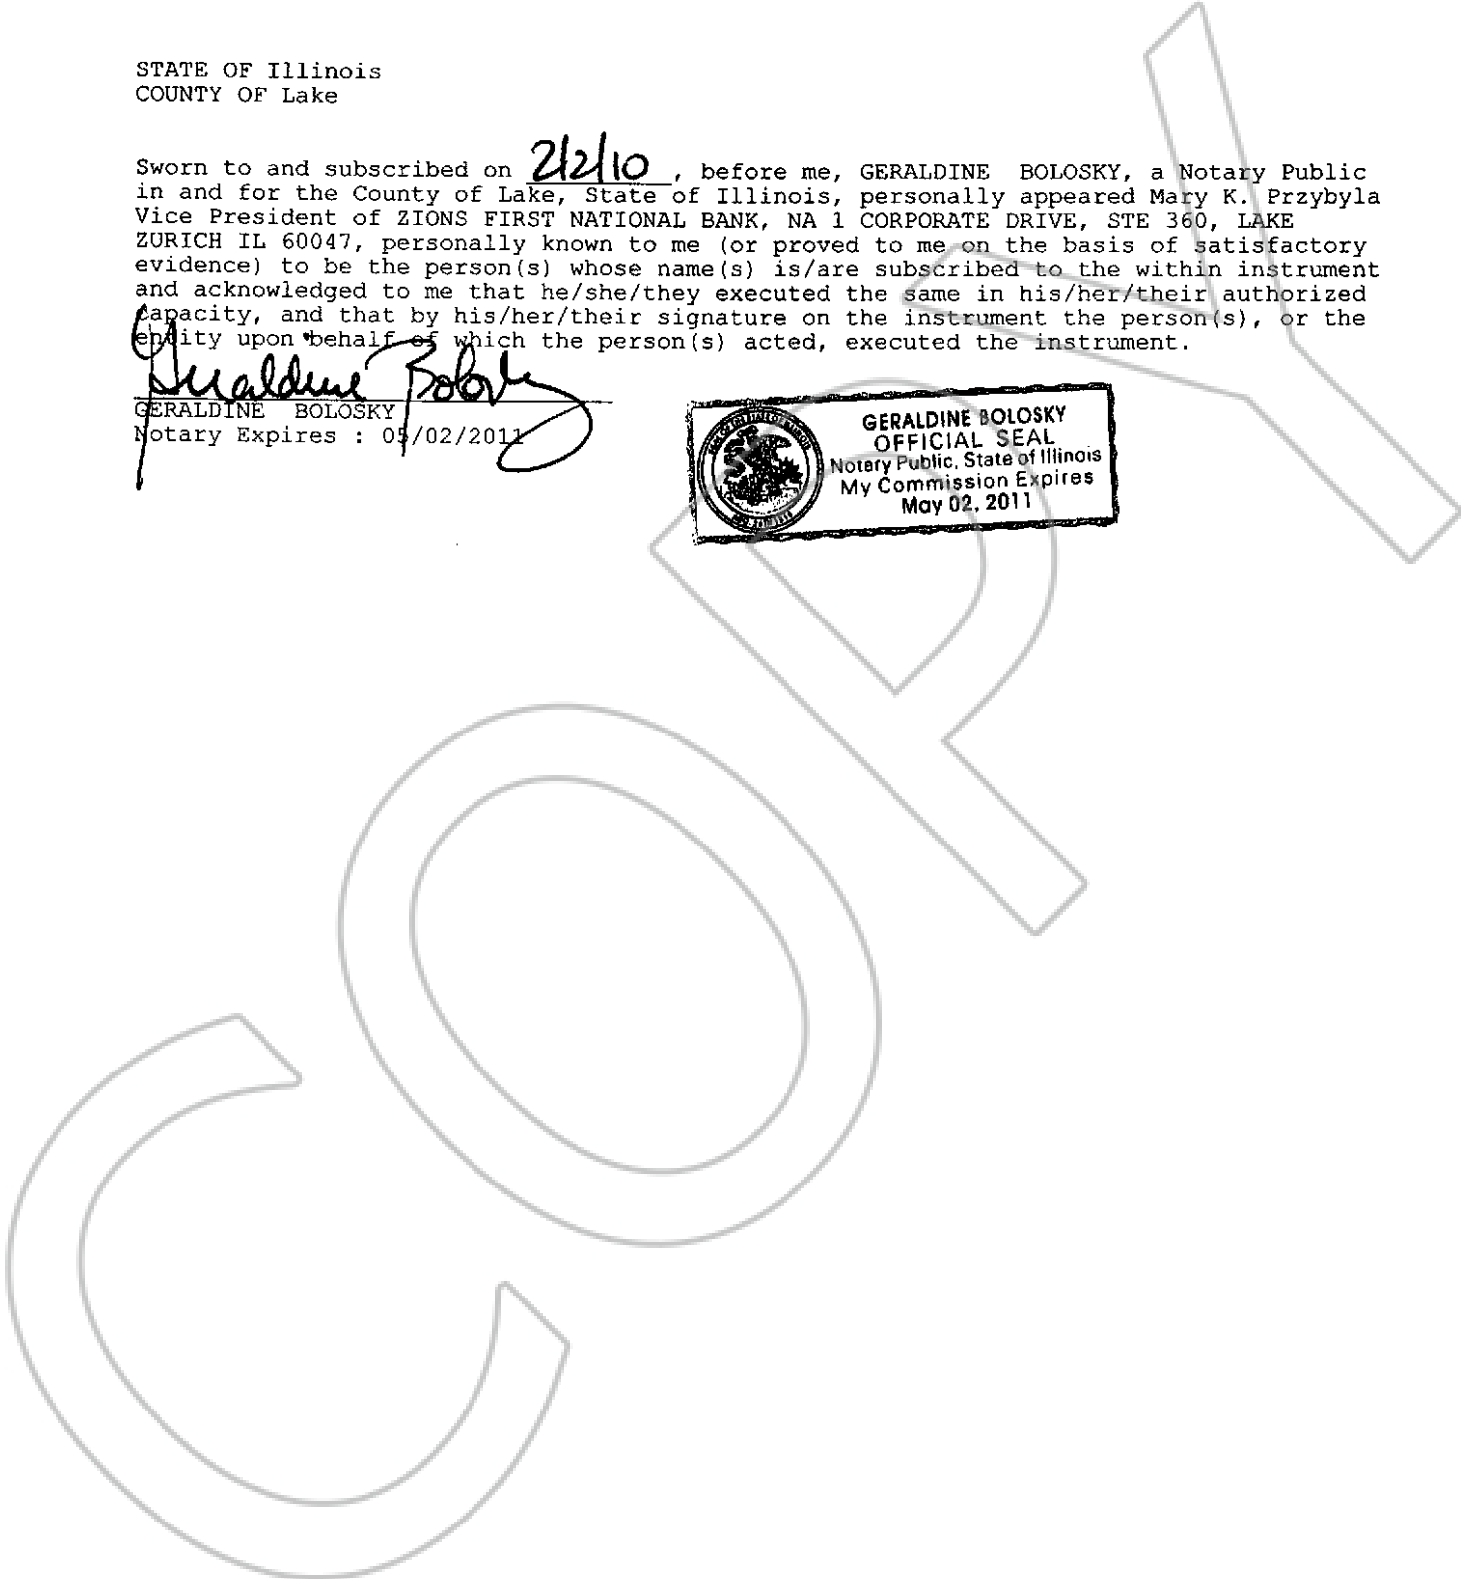 STATE OF Illinois
COUNTY OF Lake
Sworn to and subscribed on 2/2/10, before me, GERALDINE BOLOSKY, a Notary Public
in and for the County of Lake, State of Illinois, personally appeared Mary K. Przybyla
Vice President of ZIONS FIRST NATIONAL BANK, NA 1 CORPORATE DRIVE, STE 360, LAKE
ZURICH IL 60047, personally known to me (or proved to me on the basis of satisfactory
evidence) to be the person(s) whose name(s) is/are subscribed to the within instrument
and acknowledged to me that he/she/they executed the same in his/her/their authorized
capacity, and that by his/her/their signature on the instrument the person(s), or the
entity upon behalf of which the person(s) acted, executed the instrument.
Geraldine Bolosky
GERALDINE BOLOSKY
Notary Expires : 05/02/2011
GERALDINE BOLOSKY
OFFICIAL SEAL
Notary Public, State of Illinois
My Commission Expires
May 02, 2011
COPY